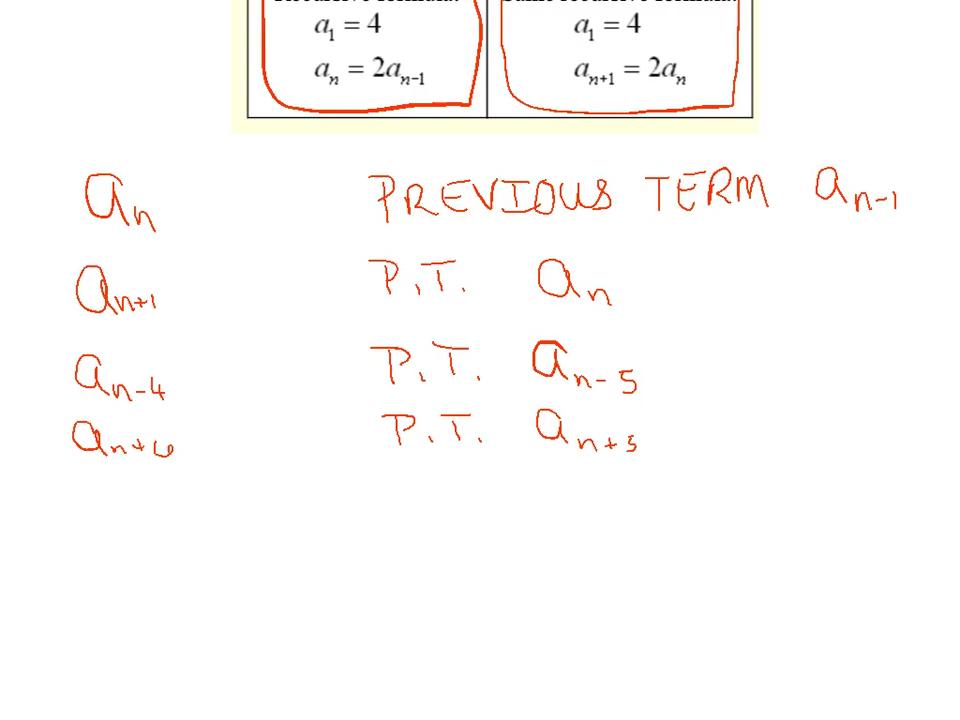 a₁ = 4 a₁ = 4
aₙ = 2aₙ₋₁ aₙ₊₁ = 2aₙ
aₙ PREVIOUS TERM aₙ₋₁
aₙ₊₁ P.T. aₙ
aₙ₋₄ P.T. aₙ₋₅
aₙ₊₆ P.T. aₙ₊₅